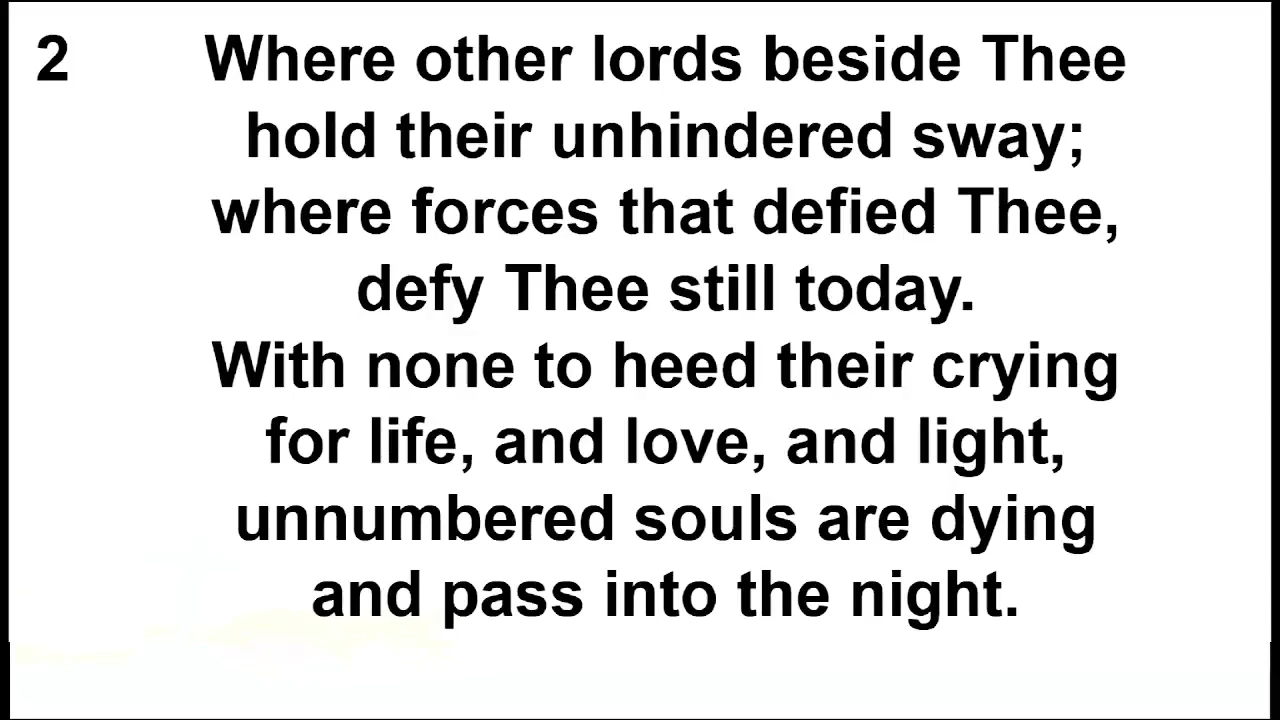 2 Where other lords beside Thee
hold their unhindered sway;
where forces that defied Thee,
defy Thee still today.
With none to heed their crying
for life, and love, and light,
unnumbered souls are dying
and pass into the night.